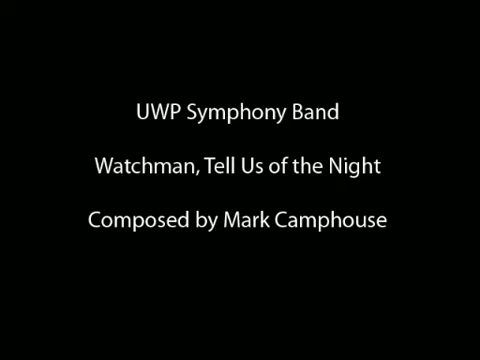 UWP Symphony Band
Watchman, Tell Us of the Night
Composed by Mark Camphouse